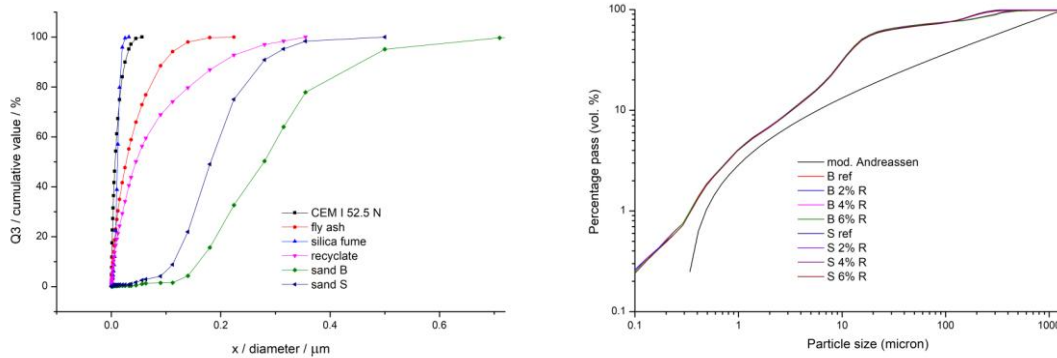 Q3 / cumulative value / %
100
80
60
40
20
0
CEM I 52.5 N
fly ash
silica fume
recyclate
sand B
sand S
0.0
0.2
0.4
0.6
x / diameter / μm
Percentage pass (vol. %)
100
10
1
0.1
mod. Andreassen
B ref
B 2% R
B 4% R
B 6% R
S ref
S 2% R
S 4% R
S 6% R
0.1
1
10
100
1000
Particle size (micron)